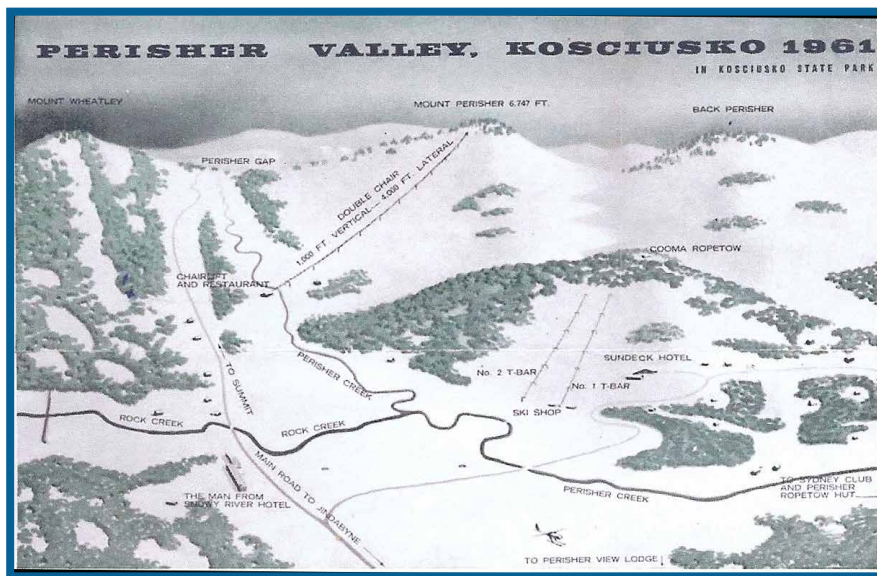 PERISHER VALLEY, KOSCIUSKO 1961
IN KOSCIUSKO STATE PARK
MOUNT WHEATLEY
MOUNT PERISHER 6,747 FT.
BACK PERISHER
PERISHER GAP
DOUBLE CHAIR
1,000 FT VERTICAL - 4,000 FT. LATERAL
COOMA ROPETOW
CHAIRLIFT
AND RESTAURANT
SUNDECK HOTEL
No. 2 T-BAR
No. 1 T-BAR
TO SUMMIT
PERISHER CREEK
SKI SHOP
ROCK CREEK
ROCK CREEK
MAIN ROAD TO JINDABYNE
THE MAN FROM
SNOWY RIVER HOTEL
PERISHER CREEK
TO SYDNEY CLUB
AND PERISHER
ROPETOW HUT
TO PERISHER VIEW LODGE